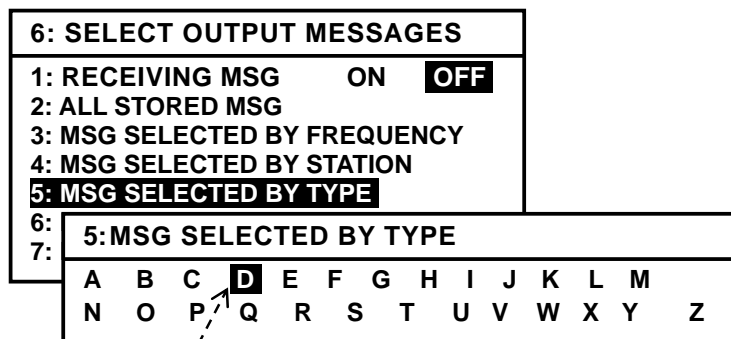 6: SELECT OUTPUT MESSAGES
1: RECEIVING MSG ON OFF
2: ALL STORED MSG
3: MSG SELECTED BY FREQUENCY
4: MSG SELECTED BY STATION
5: MSG SELECTED BY TYPE
6:
7:
5:MSG SELECTED BY TYPE
A B C D E F G H I J K L M
N O P Q R S T U V W X Y Z